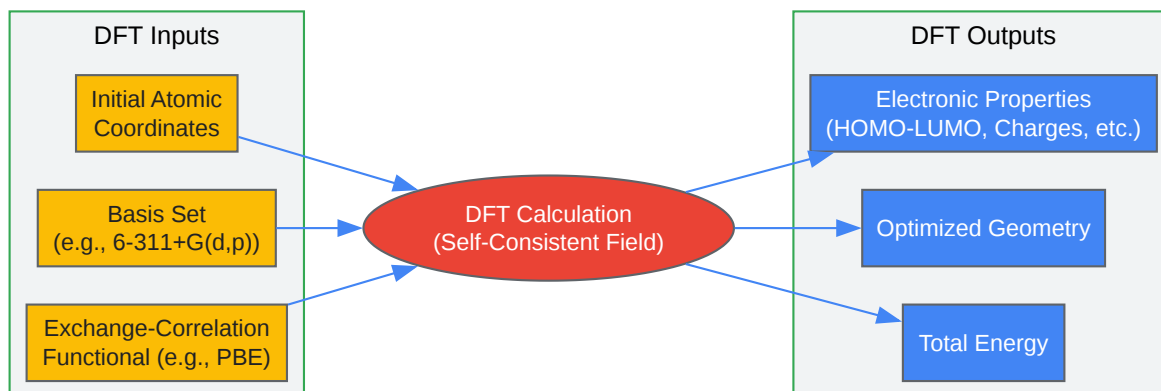 DFT Inputs
Initial Atomic
Coordinates
Basis Set
(e.g., 6-311+G(d,p))
Exchange-Correlation
Functional (e.g., PBE)
DFT Calculation
(Self-Consistent Field)
DFT Outputs
Electronic Properties
(HOMO-LUMO, Charges, etc.)
Optimized Geometry
Total Energy